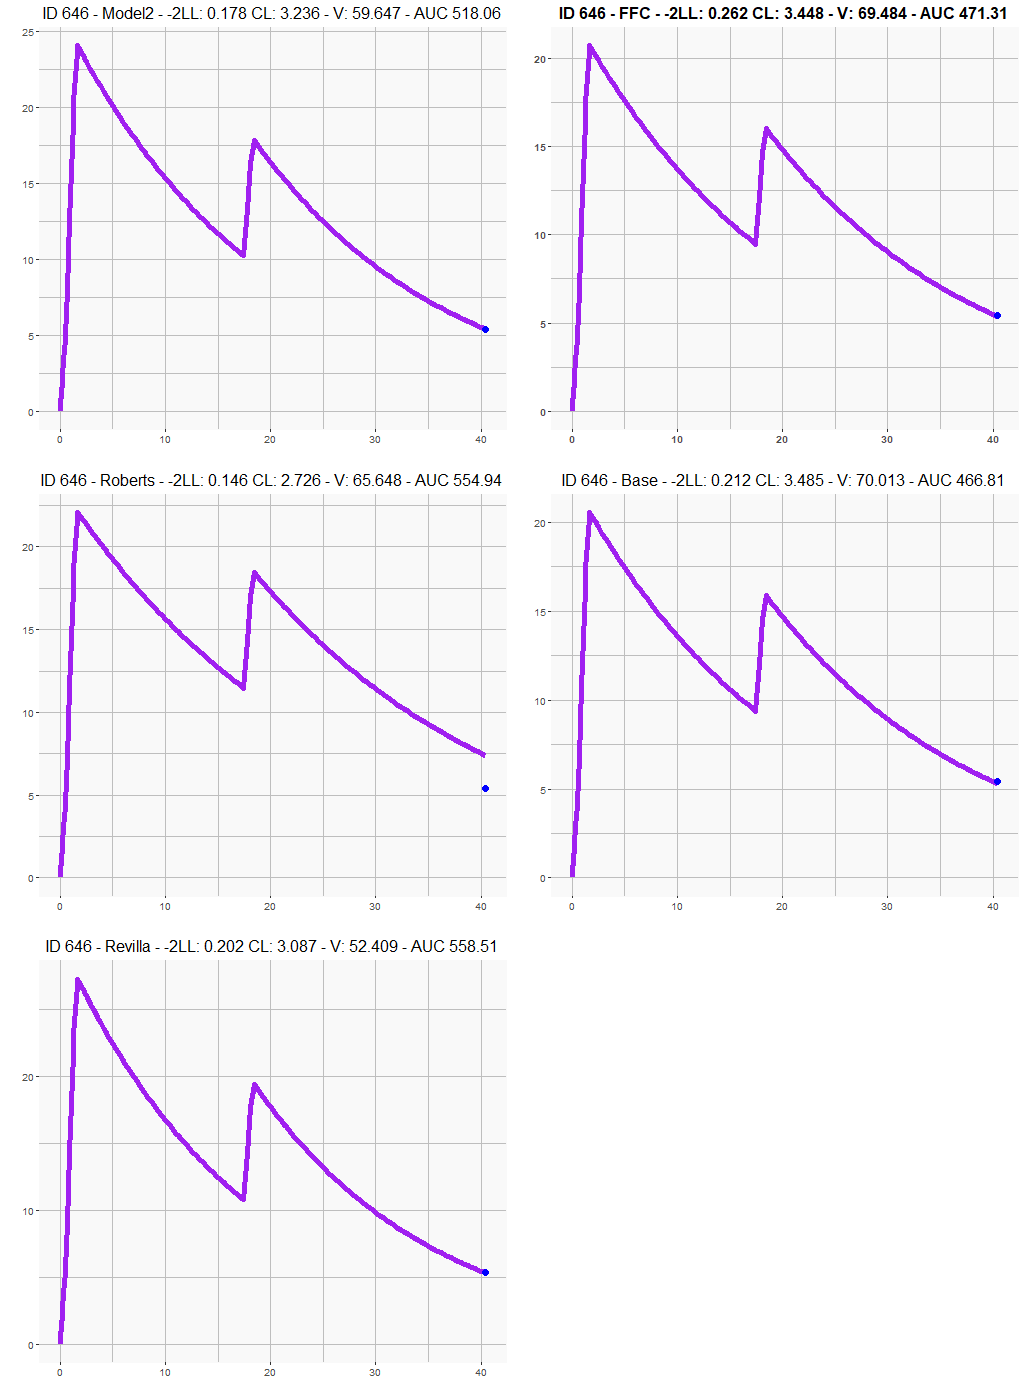 ID 646 - Model2 - -2LL: 0.178 CL: 3.236 - V: 59.647 - AUC 518.06
25
20
15
10
5
0
0 10 20 30 40
ID 646 - FFC - -2LL: 0.262 CL: 3.448 - V: 69.484 - AUC 471.31
20
15
10
5
0
0 10 20 30 40
ID 646 - Roberts - -2LL: 0.146 CL: 2.726 - V: 65.648 - AUC 554.94
20
15
10
5
0
0 10 20 30 40
ID 646 - Base - -2LL: 0.212 CL: 3.485 - V: 70.013 - AUC 466.81
20
15
10
5
0
0 10 20 30 40
ID 646 - Revilla - -2LL: 0.202 CL: 3.087 - V: 52.409 - AUC 558.51
20
10
0
0 10 20 30 40